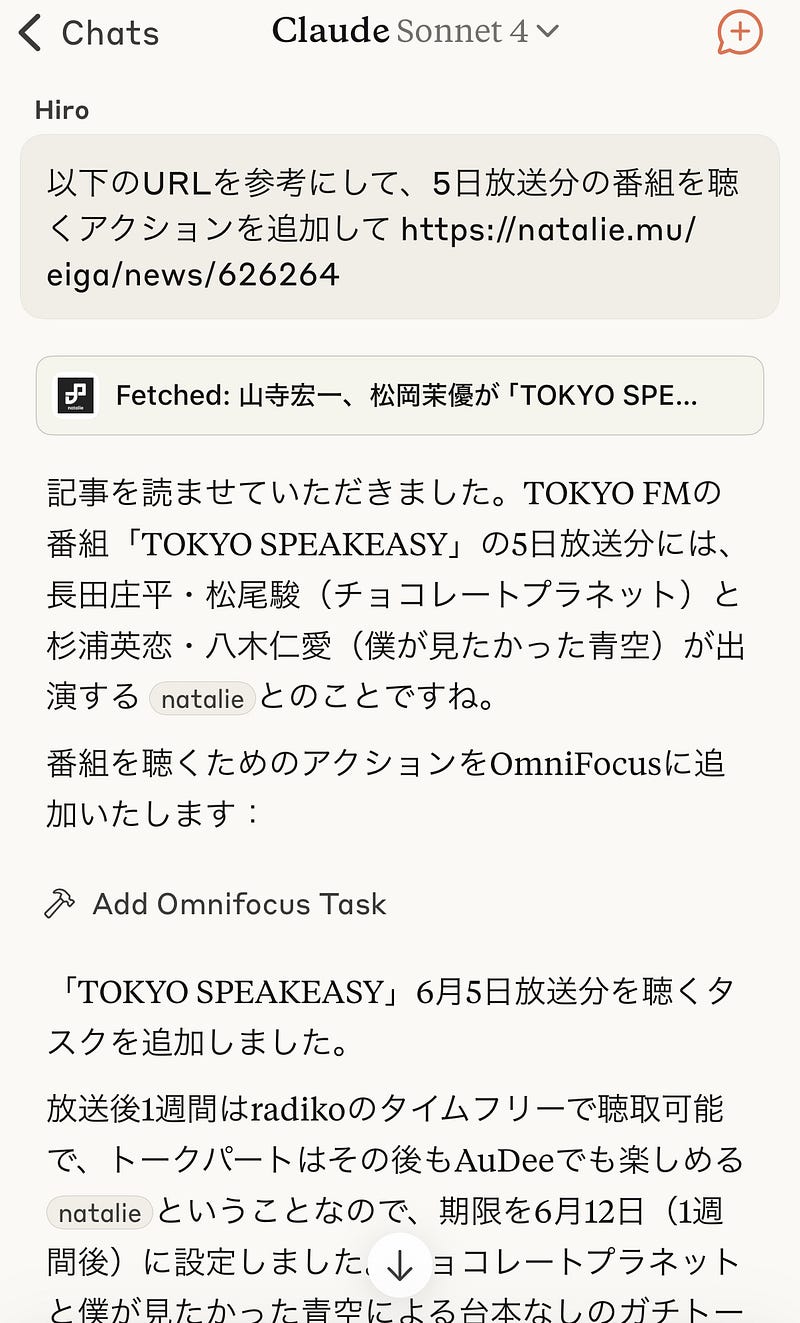 Chats
Claude Sonnet 4
Hiro
以下のURLを参考にして、5日放送分の番組を聴
くアクションを追加して https://natalie.mu/
eiga/news/626264
natalie
Fetched: 山寺宏一、松岡茉優が「TOKYO SPE...
記事を読ませていただきました。TOKYO FMの
番組「TOKYO SPEAKEASY」の5日放送分には、
長田庄平・松尾駿（チョコレートプラネット）と
杉浦英恋・八木仁愛（僕が見たかった青空）が出
演する natalie とのことですね。
番組を聴くためのアクションをOmniFocusに追
加いたします：
Add Omnifocus Task
「TOKYO SPEAKEASY」6月5日放送分を聴くタ
スクを追加しました。
放送後1週間はradikoのタイムフリーで聴取可能
で、トークパートはその後もAuDeeでも楽しめる
natalie ということなので、期限を6月12日（1週
間後）に設定しました。ョコレートプラネット
と僕が見たかった青空による台本なしのガチトー